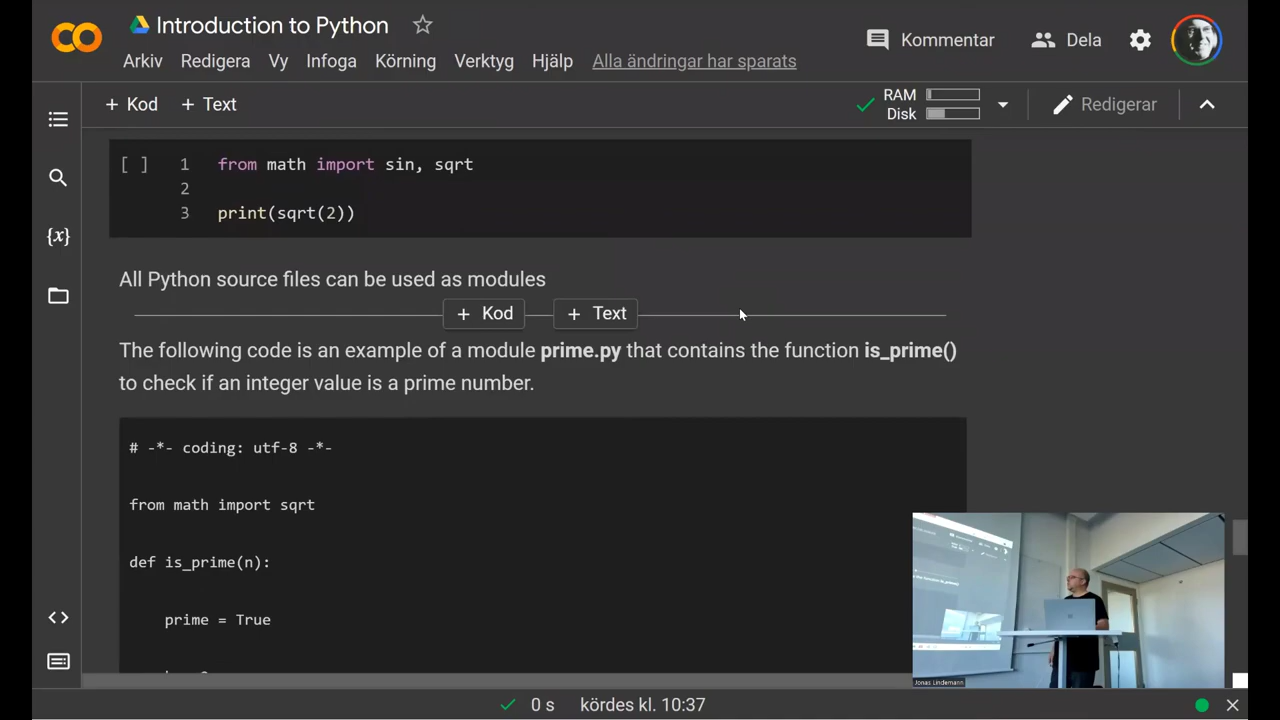 Introduction to Python
Arkiv Redigera Vy Infoga Körning Verktyg Hjälp Alla ändringar har sparats
Kommentar Dela
+ Kod + Text
RAM
Disk
Redigerar
[ ] 1 from math import sin, sqrt
2
3 print(sqrt(2))
All Python source files can be used as modules
+ Kod + Text
The following code is an example of a module prime.py that contains the function is_prime()
to check if an integer value is a prime number.
# -*- coding: utf-8 -*-
from math import sqrt
def is_prime(n):
prime = True
{x}
Jonas Lindemann
0 s kördes kl. 10:37